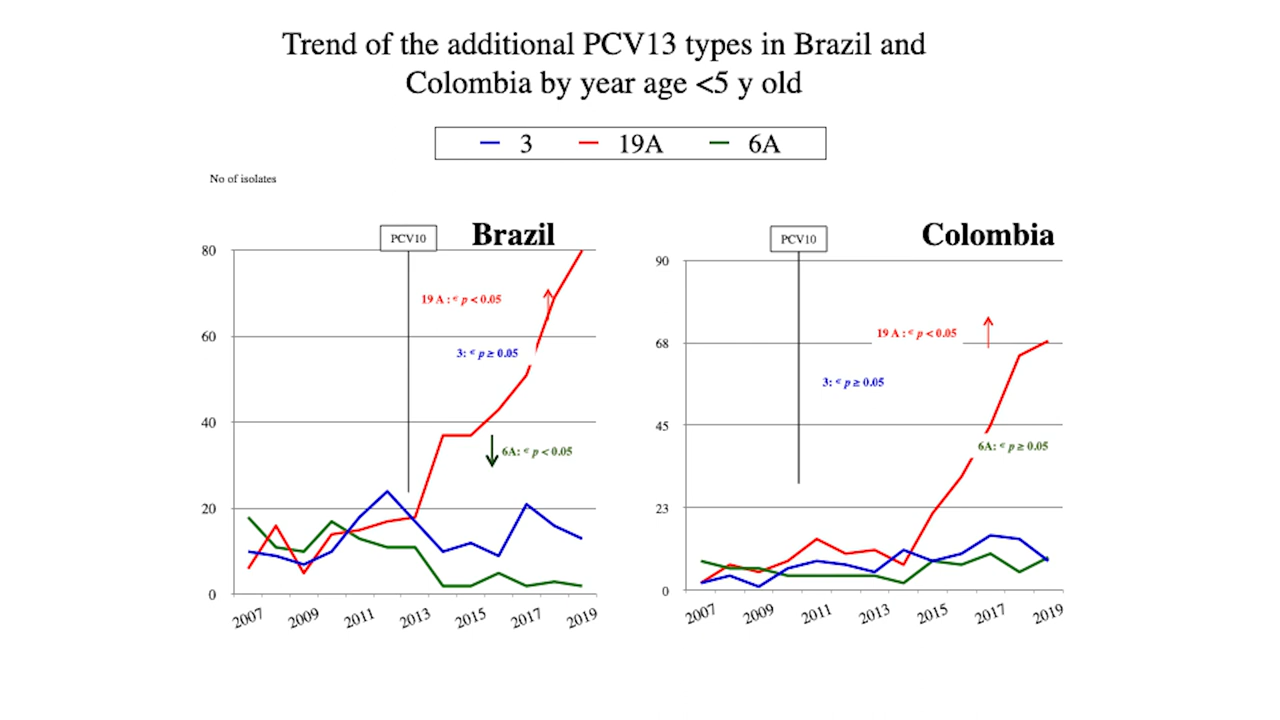 Trend of the additional PCV13 types in Brazil and
Colombia by year age <5 y old
3 19A 6A
No of isolates
PCV10
Brazil
80
60
40
20
0
19 A : p < 0.05
3: p ≥ 0.05
6A: p < 0.05
2007 2009 2011 2013 2015 2017 2019
PCV10
Colombia
90
68
45
23
0
19 A : p < 0.05
3: p ≥ 0.05
6A: p ≥ 0.05
2007 2009 2011 2013 2015 2017 2019